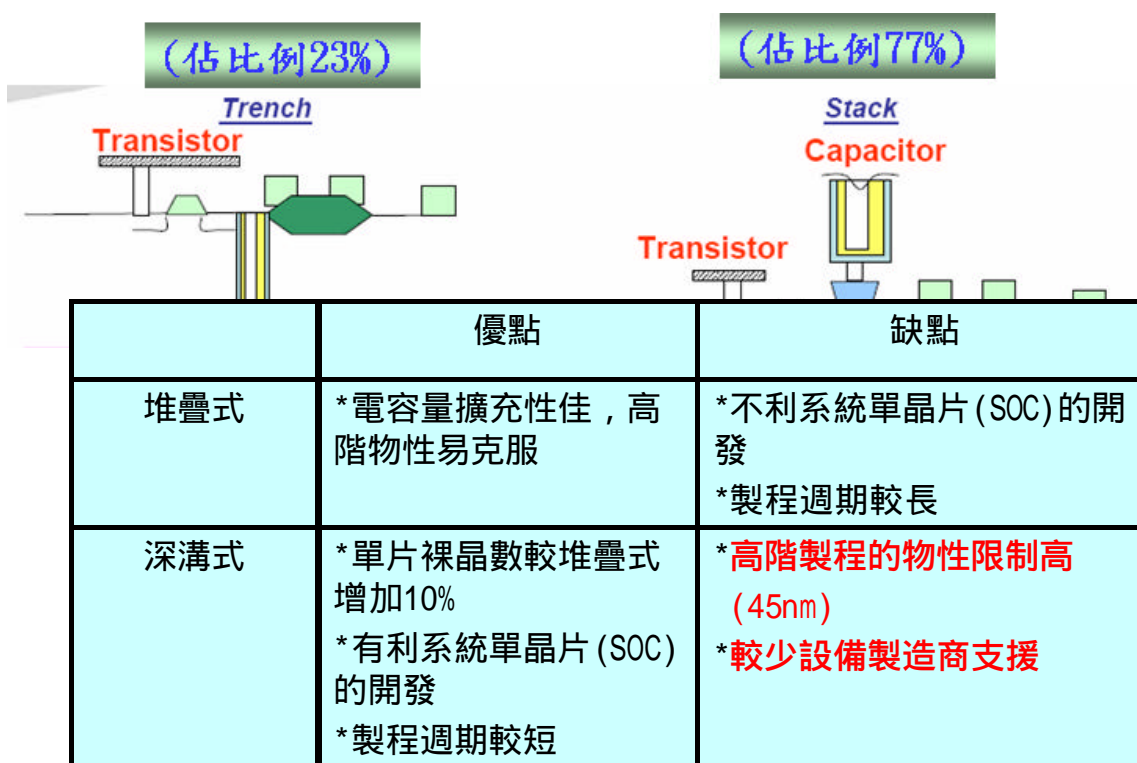 (佔比例23%)
(佔比例77%)
Trench
Transistor
Stack
Capacitor
Transistor
優點
缺點
堆疊式
*電容量擴充性佳，高
階物性易克服
*不利系統單晶片(SOC)的開
發
*製程週期較長
深溝式
*單片裸晶數較堆疊式
增加10%
*有利系統單晶片(SOC)
的開發
*製程週期較短
*高階製程的物性限制高
(45nm)
*較少設備製造商支援